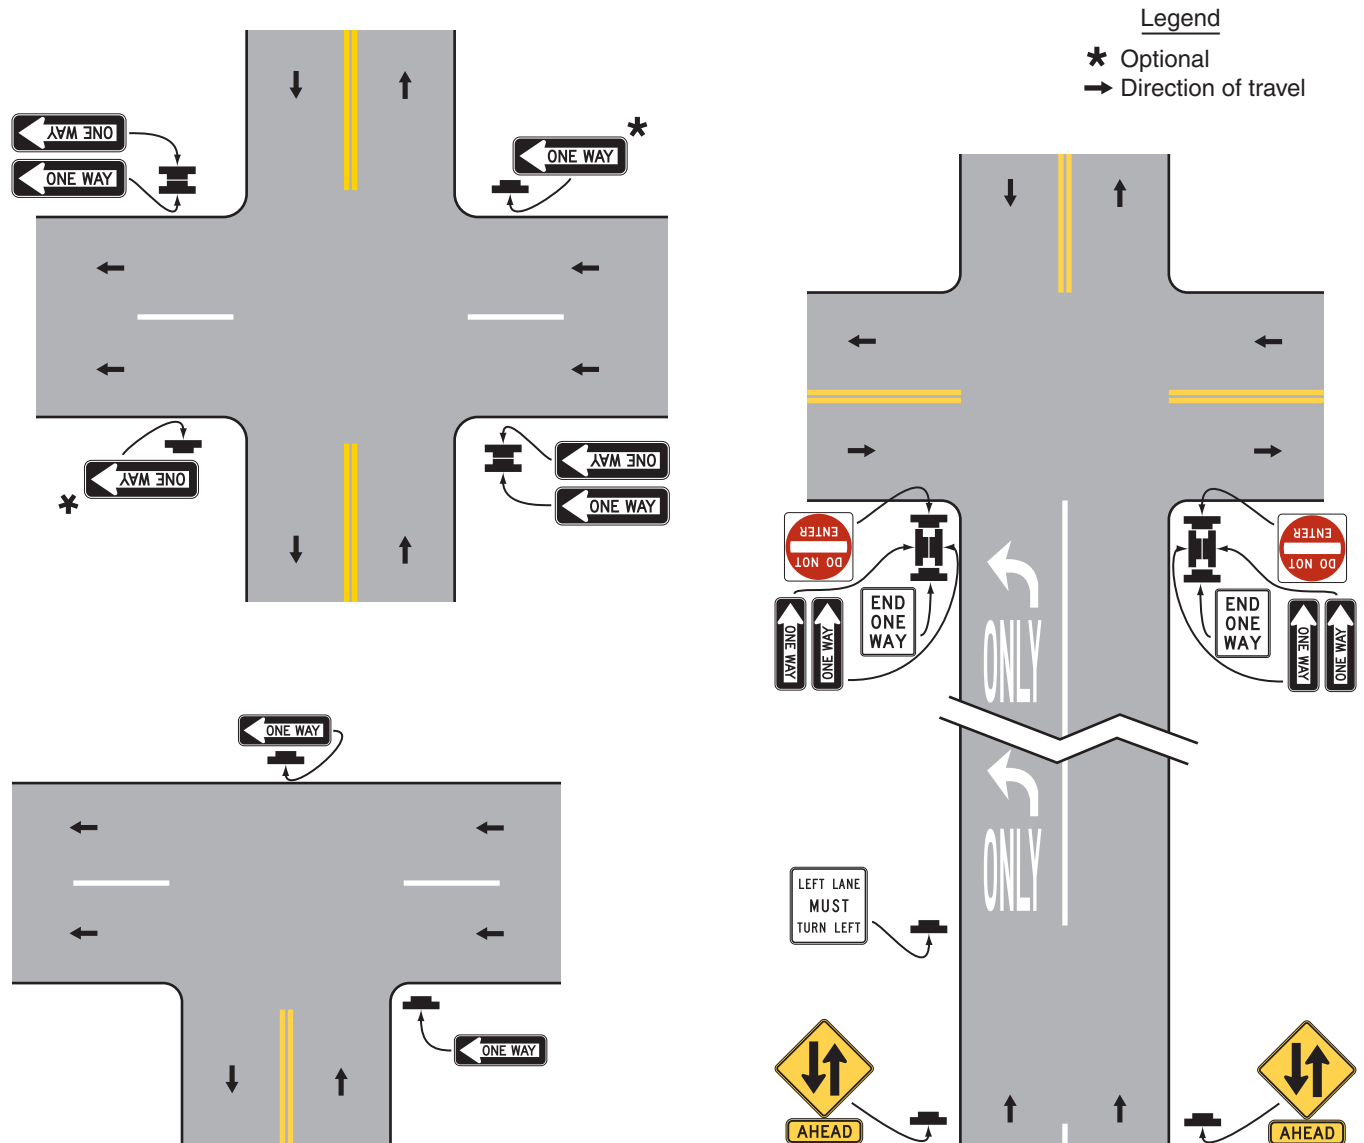 Legend
* Optional
Direction of travel
ONE WAY
ONE WAY
ONE WAY
*
ONE WAY
*
ONE WAY
ONE WAY
ONE WAY
ONE WAY
DO NOT
ENTER
ONE WAY
ONE WAY
END
ONE
WAY
DO NOT
ENTER
END
ONE
WAY
ONE WAY
ONE WAY
ONLY
ONLY
LEFT LANE
MUST
TURN LEFT
AHEAD
AHEAD